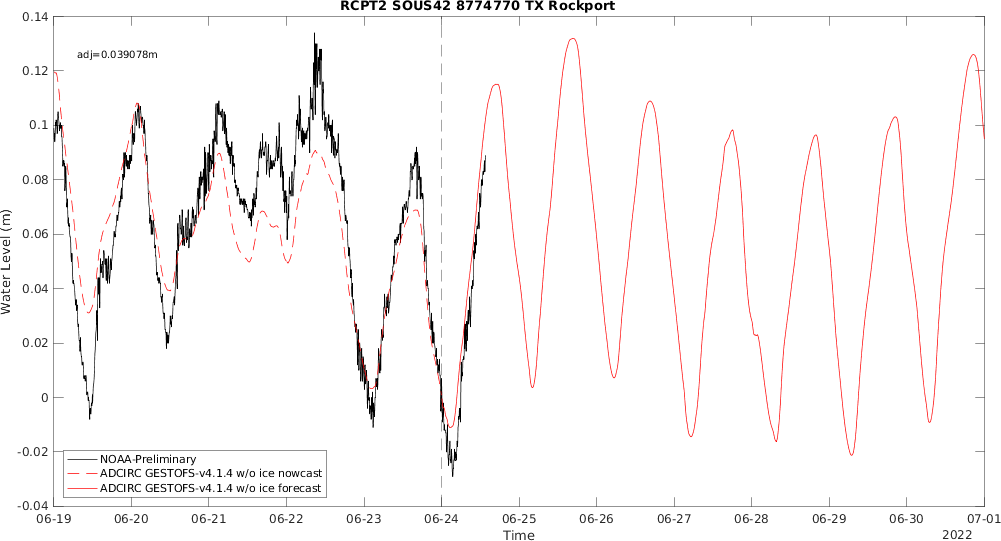 RCPT2 SOUS42 8774770 TX Rockport
adj=0.039078m
0.14
0.12
0.1
0.08
0.06
0.04
0.02
0
-0.02
-0.04
Water Level (m)
NOAA-Preliminary
ADCIRC GESTOFS-v4.1.4 w/o ice nowcast
ADCIRC GESTOFS-v4.1.4 w/o ice forecast
06-19 06-20 06-21 06-22 06-23 06-24 06-25 06-26 06-27 06-28 06-29 06-30 07-01
Time
2022